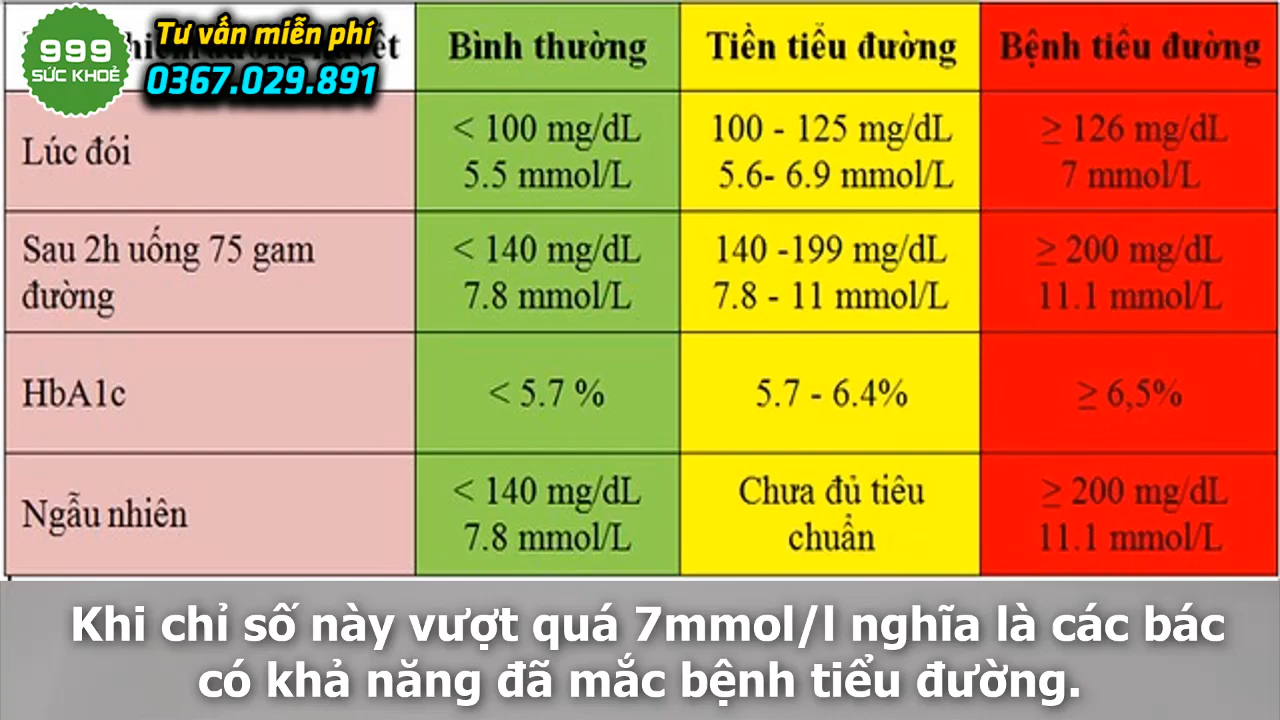 999
SỨC KHOẺ
Tư vấn miễn phí
0367.029.891
Bình thường
Tiền tiểu đường
Bệnh tiểu đường
Lúc đói
< 100 mg/dL
5.5 mmol/L
100 - 125 mg/dL
5.6- 6.9 mmol/L
≥ 126 mg/dL
7 mmol/L
Sau 2h uống 75 gam
đường
< 140 mg/dL
7.8 mmol/L
140 -199 mg/dL
7.8 - 11 mmol/L
≥ 200 mg/dL
11.1 mmol/L
HbA1c
< 5.7 %
5.7 - 6.4%
≥ 6,5%
Ngẫu nhiên
< 140 mg/dL
7.8 mmol/L
Chưa đủ tiêu
chuẩn
≥ 200 mg/dL
11.1 mmol/L
Khi chỉ số này vượt quá 7mmol/l nghĩa là các bác
có khả năng đã mắc bệnh tiểu đường.